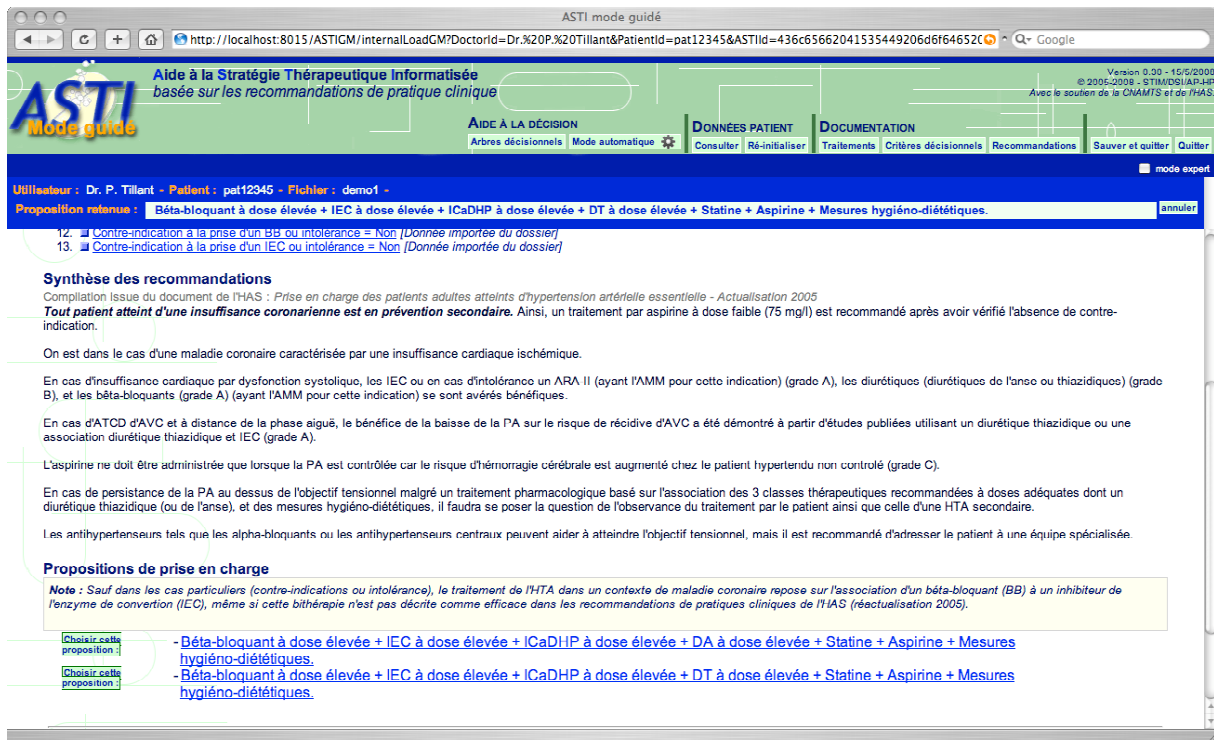 ASTI mode guidé
http://localhost:8015/ASTIGM/internalLoadGM?DoctorId=Dr.%20P.%20Tillant&PatientId=pat12345&ASTIId=436c65662041535449206d6f64652
Google
ASTI
Mode guidé
Aide à la Stratégie Thérapeutique Informatisée
basée sur les recommandations de pratique clinique
Version 0.30 - 15/5/2000
© 2005-2008 - STIM/DSI/AP-HP
Avec le soutien de la CNAMTS et de l'HAS.
AIDE À LA DÉCISION
DONNÉES PATIENT
DOCUMENTATION
Arbres décisionnels Mode automatique
Consulter Ré-initialiser
Traitements Critères décisionnels Recommandations
Sauver et quitter Quitter
mode expert
Utilisateur : Dr. P. Tillant - Patient : pat12345 - Fichier : demo1 -
Proposition retenue : Béta-bloquant à dose élevée + IEC à dose élevée + ICaDHP à dose élevée + DT à dose élevée + Statine + Aspirine + Mesures hygiéno-diététiques.
annuler
12. Contre-indication à la prise d'un BB ou intolérance = Non [Donnée importée du dossier]
13. Contre-indication à la prise d'un IEC ou intolérance = Non [Donnée importée du dossier]
Synthèse des recommandations
Compilation issue du document de l'HAS : Prise en charge des patients adultes atteints d'hypertension artérielle essentielle - Actualisation 2005
Tout patient atteint d'une insuffisance coronarienne est en prévention secondaire. Ainsi, un traitement par aspirine à dose faible (75 mg/l) est recommandé après avoir vérifié l'absence de contre-
indication.
On est dans le cas d'une maladie coronaire caractérisée par une insuffisance cardiaque ischémique.
En cas d'insuffisance cardiaque par dysfonction systolique, les IEC ou en cas d'intolérance un ARA II (ayant l'AMM pour cette indication) (grade A), les diurétiques (diurétiques de l'anse ou thiazidiques) (grade
B), et les bêta-bloquants (grade A) (ayant l'AMM pour cette indication) se sont avérés bénéfiques.
En cas d'ATCD d'AVC et à distance de la phase aiguë, le bénéfice de la baisse de la PA sur le risque de récidive d'AVC a été démontré à partir d'études publiées utilisant un diurétique thiazidique ou une
association diurétique thiazidique et IEC (grade A).
L'aspirine ne doit être administrée que lorsque la PA est contrôlée car le risque d'hémorragie cérébrale est augmenté chez le patient hypertendu non controlé (grade C).
En cas de persistance de la PA au dessus de l'objectif tensionnel malgré un traitement pharmacologique basé sur l'association des 3 classes thérapeutiques recommandées à doses adéquates dont un
diurétique thiazidique (ou de l'anse), et des mesures hygiéno-diététiques, il faudra se poser la question de l'observance du traitement par le patient ainsi que celle d'une HTA secondaire.
Les antihypertenseurs tels que les alpha-bloquants ou les antihypertenseurs centraux peuvent aider à atteindre l'objectif tensionnel, mais il est recommandé d'adresser le patient à une équipe spécialisée.
Propositions de prise en charge
Note : Sauf dans les cas particuliers (contre-indications ou intolérance), le traitement de l'HTA dans un contexte de maladie coronaire repose sur l'association d'un béta-bloquant (BB) à un inhibiteur de
l'enzyme de convertion (IEC), même si cette bithérapie n'est pas décrite comme efficace dans les recommandations de pratiques cliniques de l'HAS (réactualisation 2005).
Choisir cette
proposition :
- Béta-bloquant à dose élevée + IEC à dose élevée + ICaDHP à dose élevée + DA à dose élevée + Statine + Aspirine + Mesures
hygiéno-diététiques.
Choisir cette
proposition :
- Béta-bloquant à dose élevée + IEC à dose élevée + ICaDHP à dose élevée + DT à dose élevée + Statine + Aspirine + Mesures
hygiéno-diététiques.